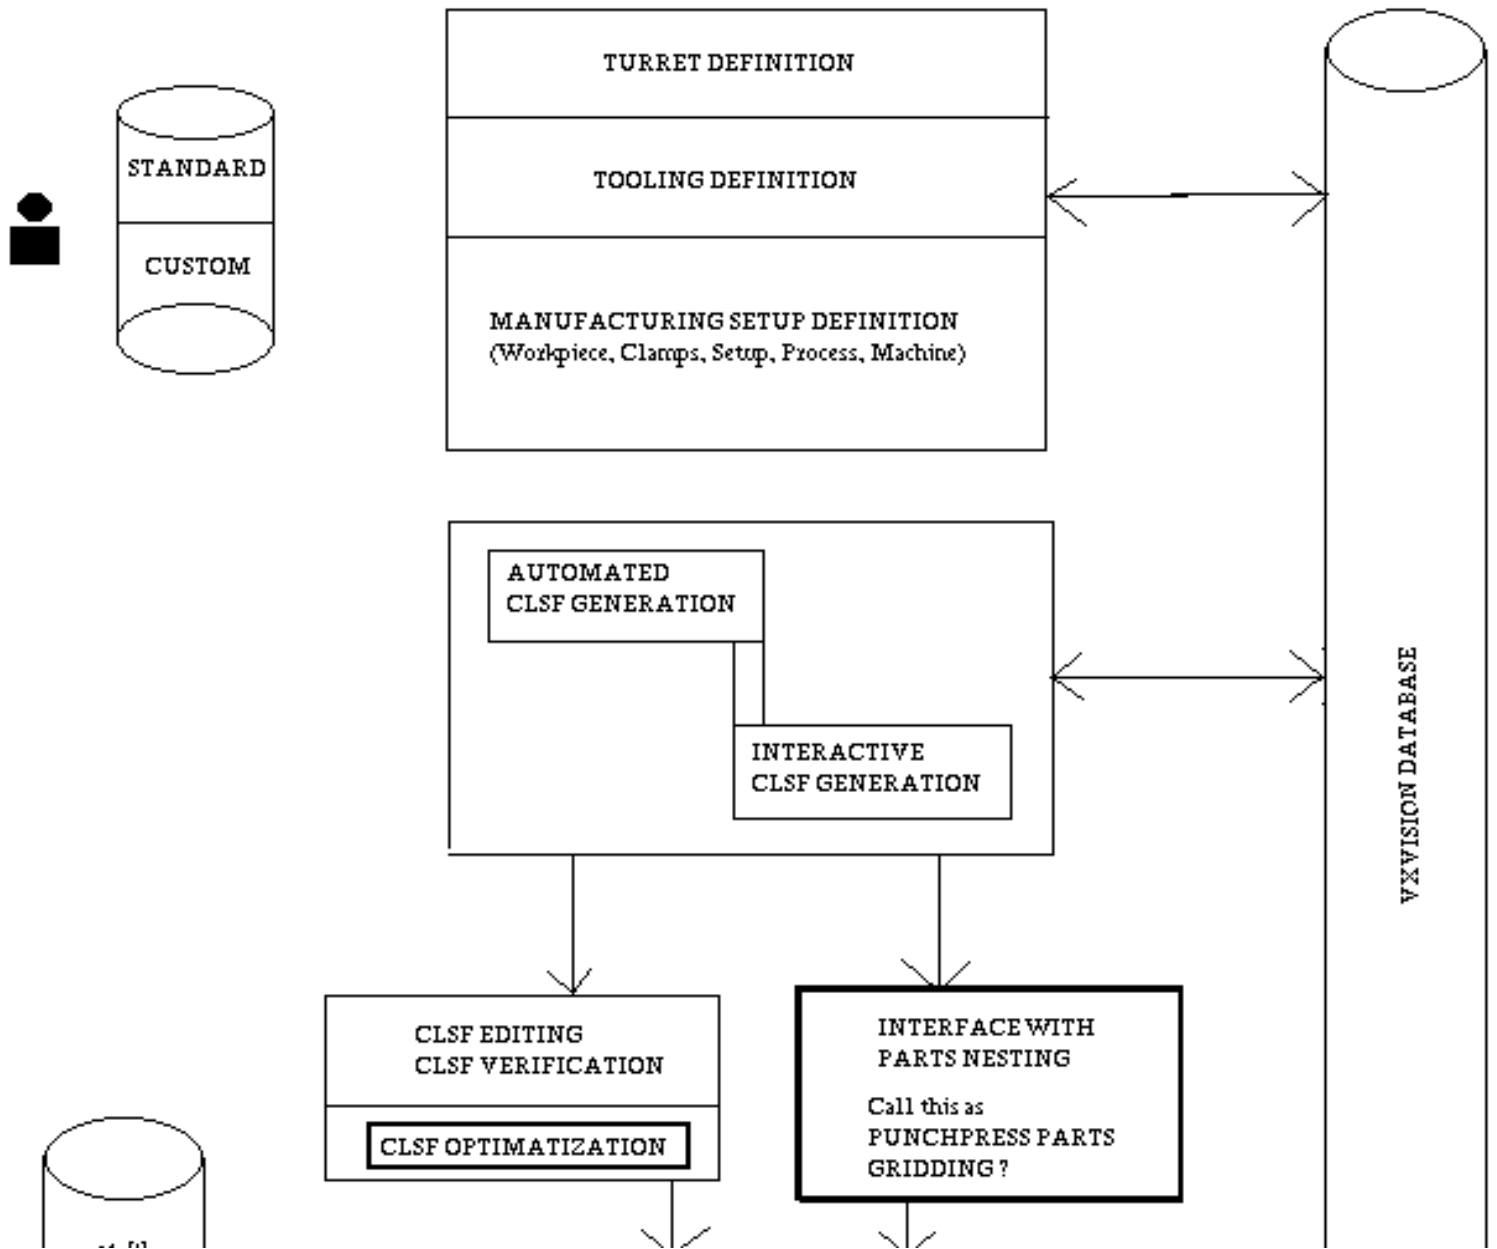 TURRET DEFINITION
STANDARD
TOOLING DEFINITION
CUSTOM
MANUFACTURING SETUP DEFINITION
(Workpiece, Clamps, Setup, Process, Machine)
AUTOMATED
CLSF GENERATION
INTERACTIVE
CLSF GENERATION
VXVISION DATABASE
CLSF EDITING
CLSF VERIFICATION
CLSF OPTIMATIZATION
INTERFACE WITH
PARTS NESTING
Call this as
PUNCHPRESS PARTS
GRIDDING ?